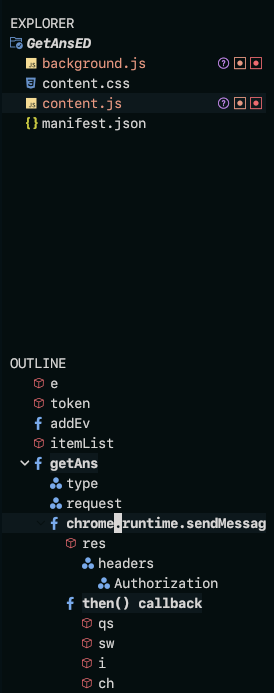 EXPLORER
GetAnsED
background.js
content.css
content.js
manifest.json
OUTLINE
e
token
addEv
itemList
getAns
type
request
chrome.runtime.sendMessag
res
headers
Authorization
then() callback
qs
sw
i
ch